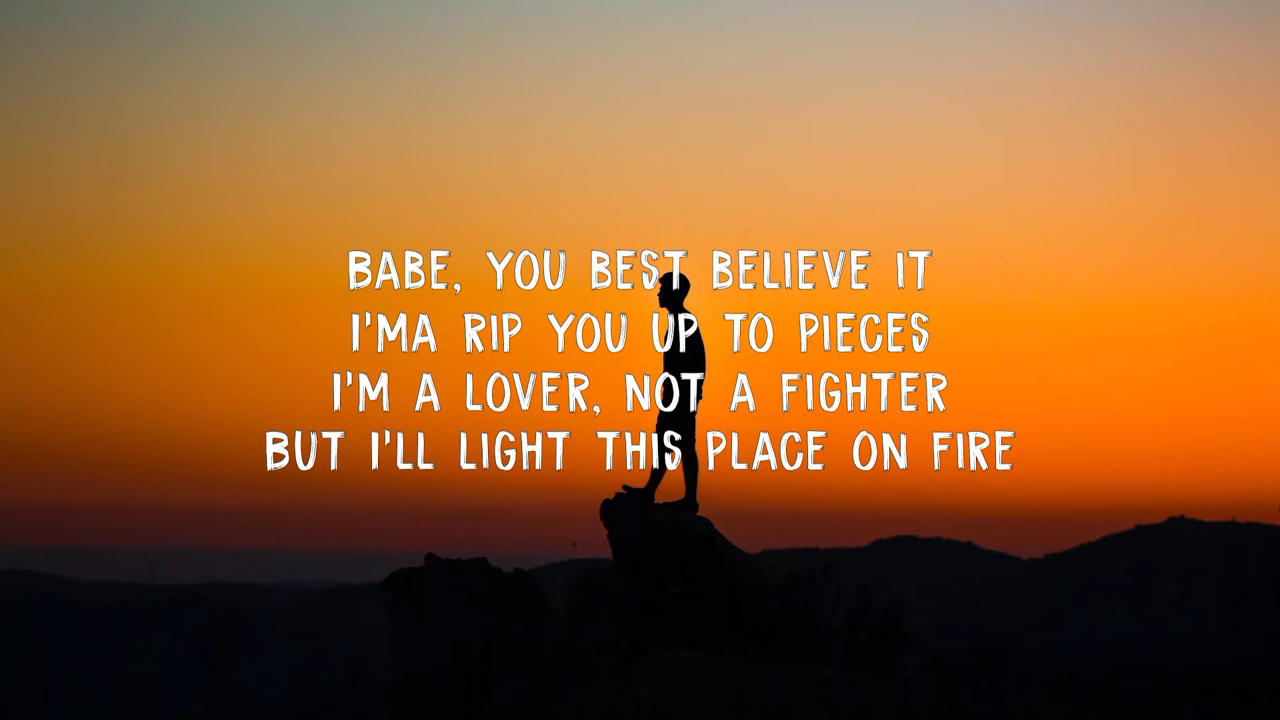 BABE, YOU BEST BELIEVE IT
I'MA RIP YOU UP TO PIECES
I'M A LOVER, NOT A FIGHTER
BUT I'LL LIGHT THIS PLACE ON FIRE